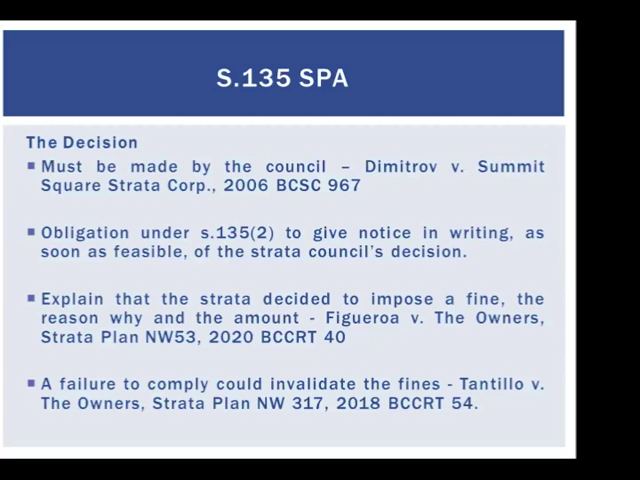 S.135 SPA
The Decision
Must be made by the council – Dimitrov v. Summit
Square Strata Corp., 2006 BCSC 967
Obligation under s.135(2) to give notice in writing, as
soon as feasible, of the strata council's decision.
Explain that the strata decided to impose a fine, the
reason why and the amount - Figueroa v. The Owners,
Strata Plan NW53, 2020 BCCRT 40
A failure to comply could invalidate the fines - Tantillo v.
The Owners, Strata Plan NW 317, 2018 BCCRT 54.